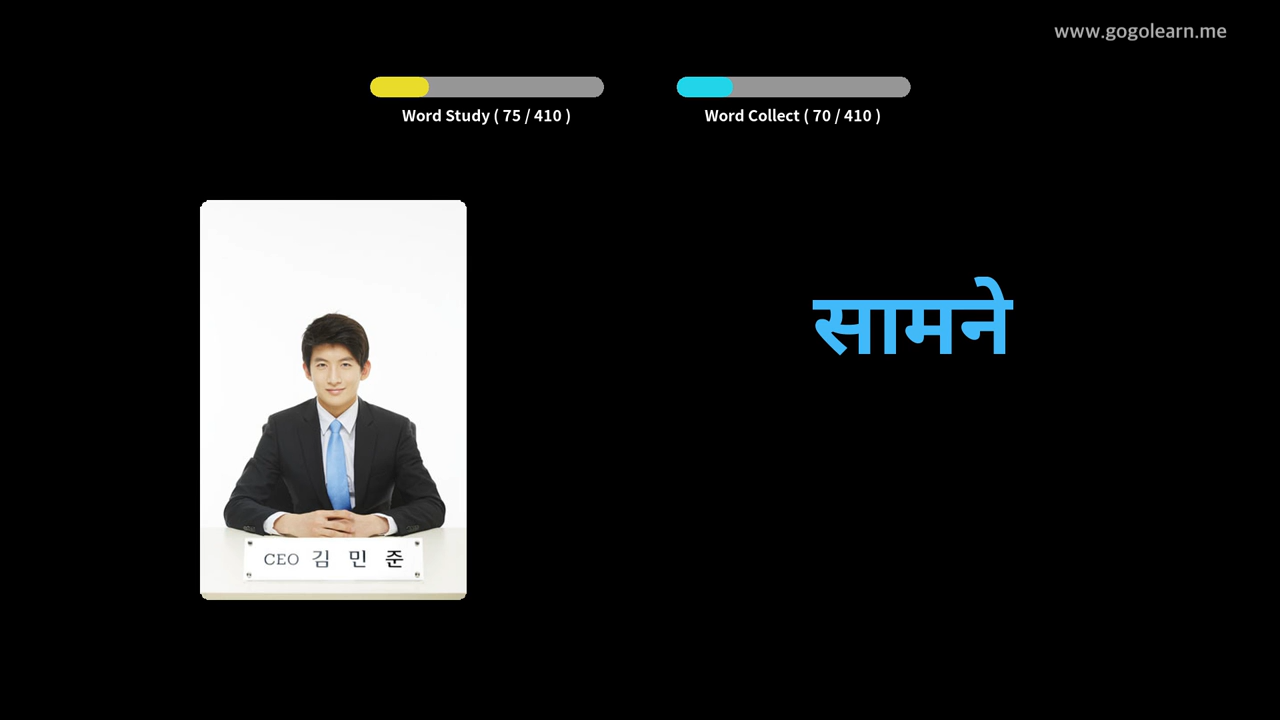 www.gogolearn.me
Word Study ( 75 / 410 )
Word Collect ( 70 / 410 )
सामने
CEO 김 민 준